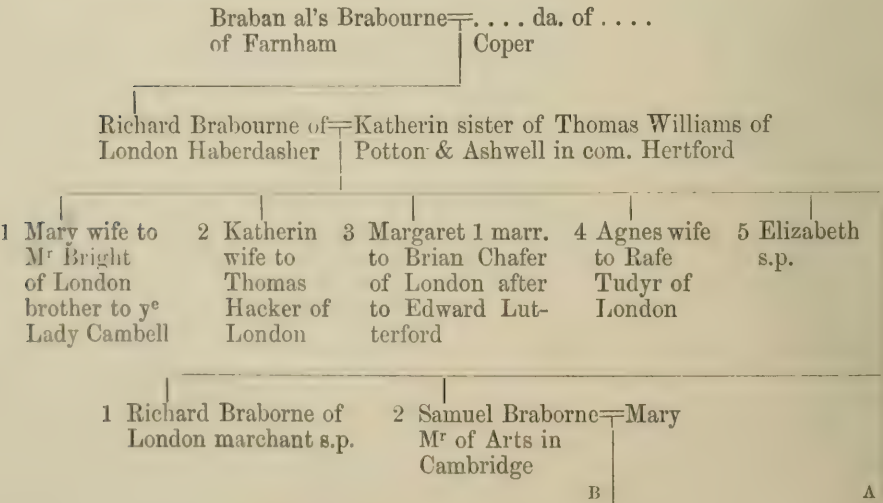 Braban al's Brabourne=. . . . da. of . . . .
of Farnham Coper
Richard Brabourne of=Katherin sister of Thomas Williams of
London Haberdasher Potton & Ashwell in com. Hertford
1 Mary wife to
Mʳ Bright
of London
brother to yᵉ
Lady Cambell
2 Katherin
wife to
Thomas
Hacker of
London
3 Margaret 1 marr.
to Brian Chafer
of London after
to Edward Lut-
terford
4 Agnes wife
to Rafe
Tudyr of
London
5 Elizabeth
s.p.
1 Richard Braborne of
London marchant s.p.
2 Samuel Braborne=Mary
Mʳ of Arts in
Cambridge
B A